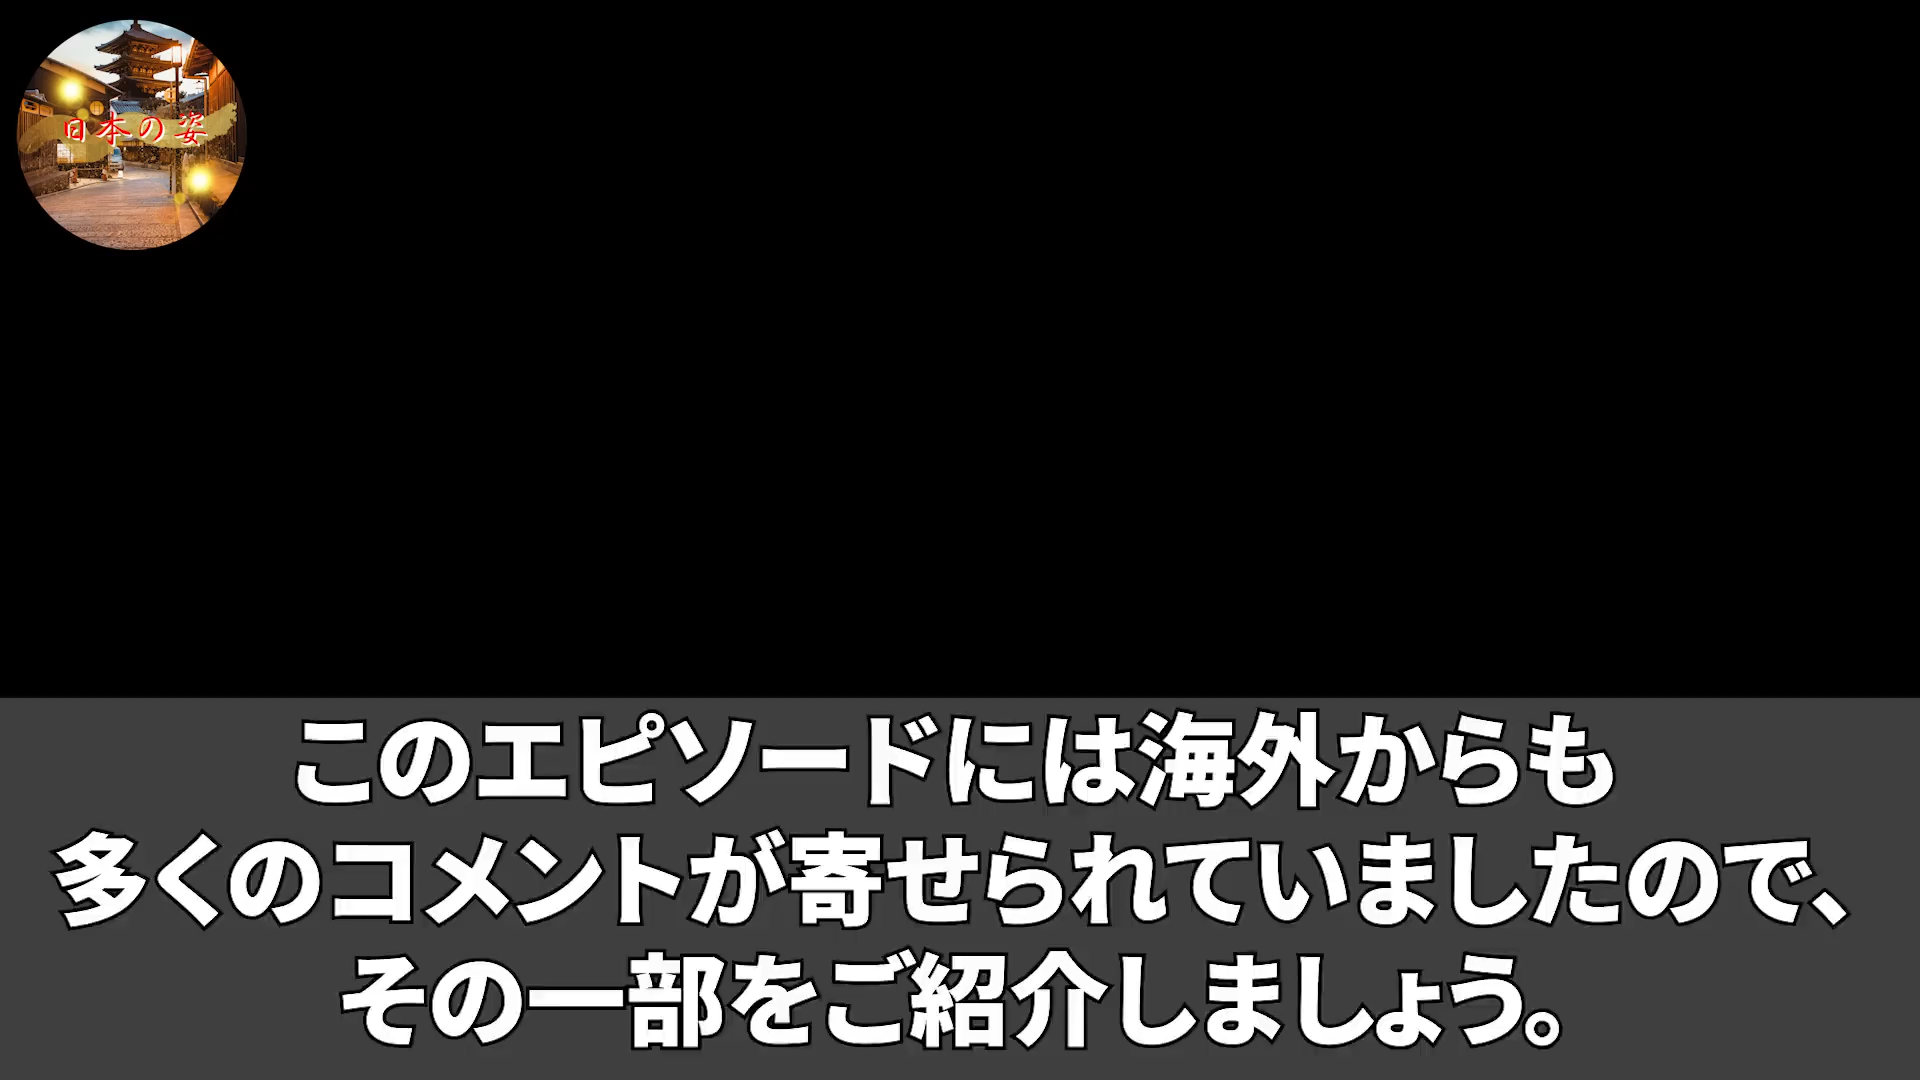 日本の姿
このエピソードには海外からも
多くのコメントが寄せられていましたので、
その一部をご紹介しましょう。